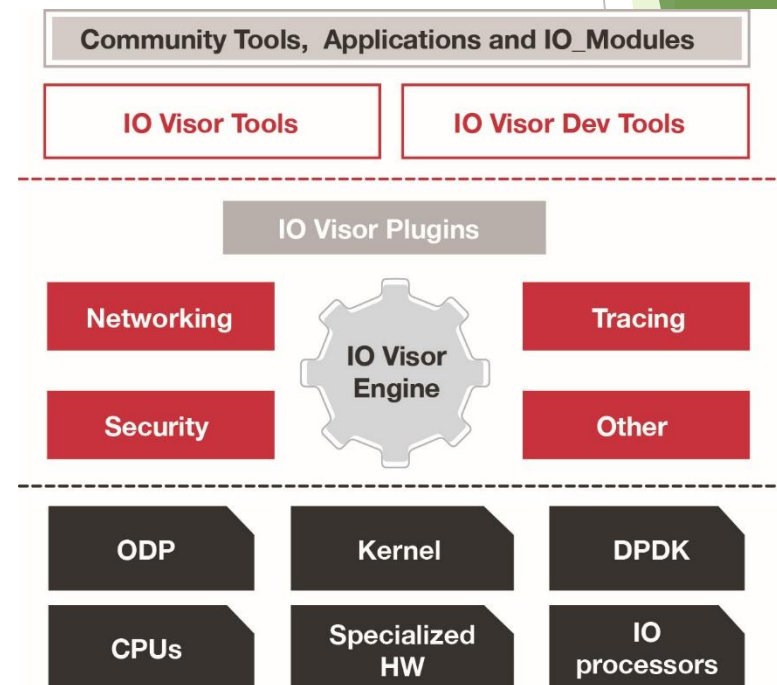 Community Tools, Applications and IO_Modules
IO Visor Tools
IO Visor Dev Tools
IO Visor Plugins
Networking
IO Visor
Engine
Tracing
Security
Other
ODP
Kernel
DPDK
CPUs
Specialized
HW
IO
processors